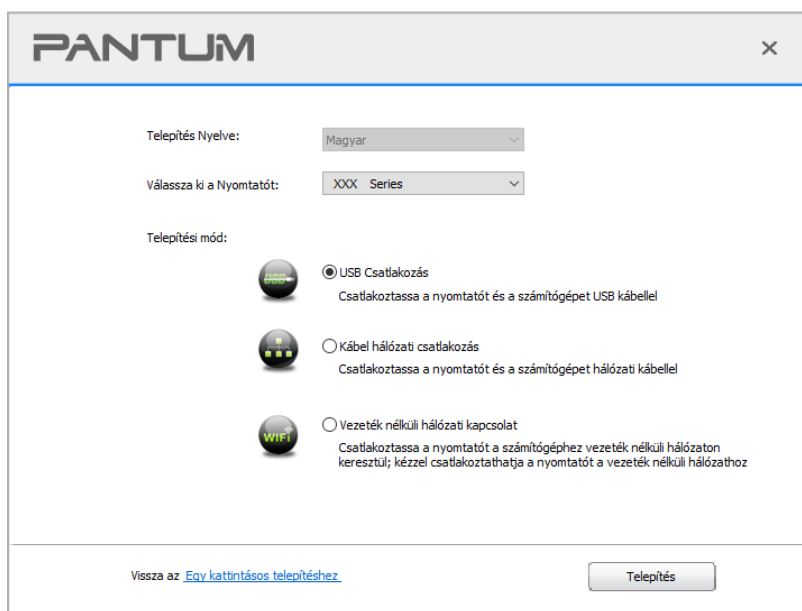 PANTUM
Telepítés Nyelve:
Magyar
Válassza ki a Nyomtatót:
XXX Series
Telepítési mód:
USB
USB Csatlakozás
Csatlakoztassa a nyomtatót és a számítógépet USB kábellel
Kábel hálózati csatlakozás
Csatlakoztassa a nyomtatót és a számítógépet hálózati kábellel
WiFi
Vezeték nélküli hálózati kapcsolat
Csatlakoztassa a nyomtatót a számítógéphez vezeték nélküli hálózaton
keresztül; kézzel csatlakoztathatja a nyomtatót a vezeték nélküli hálózathoz
Vissza az Egy kattintásos telepítéshez
Telepítés